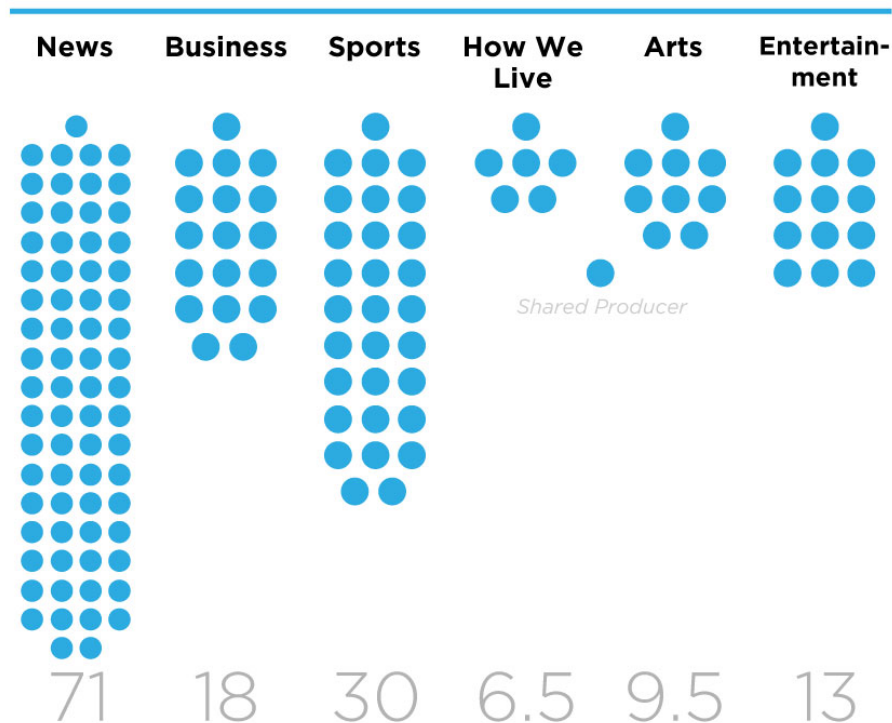 News Business Sports How We Arts Entertain-
Live ment
Shared Producer
71 18 30 6.5 9.5 13